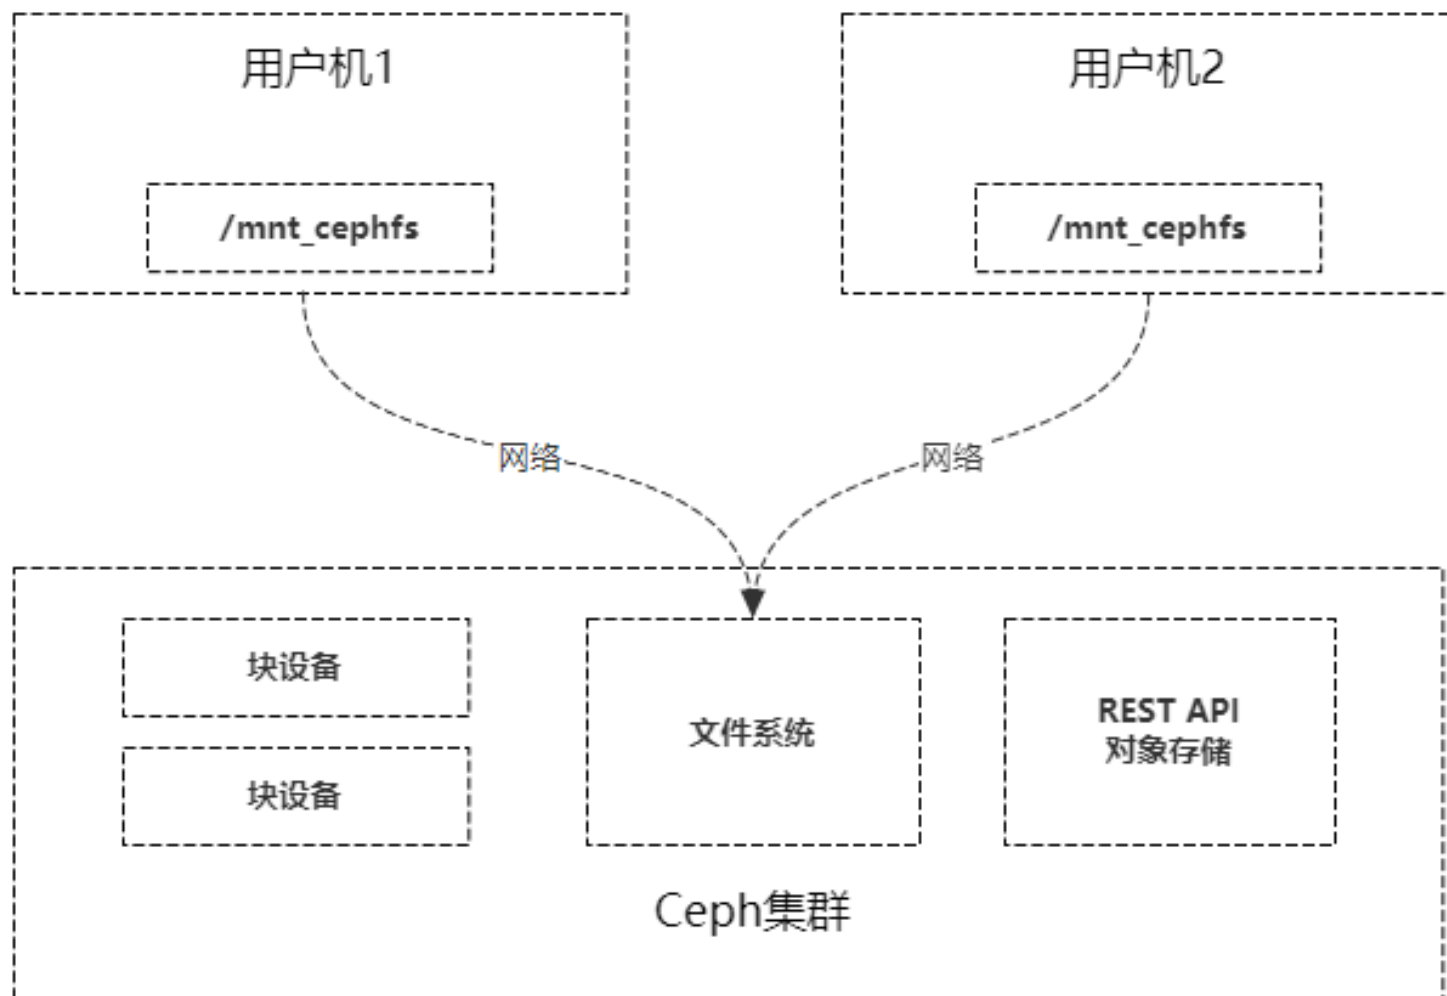 用户机1
用户机2
/mnt_cephfs
/mnt_cephfs
网络
网络
块设备
块设备
文件系统
REST API
对象存储
Ceph集群